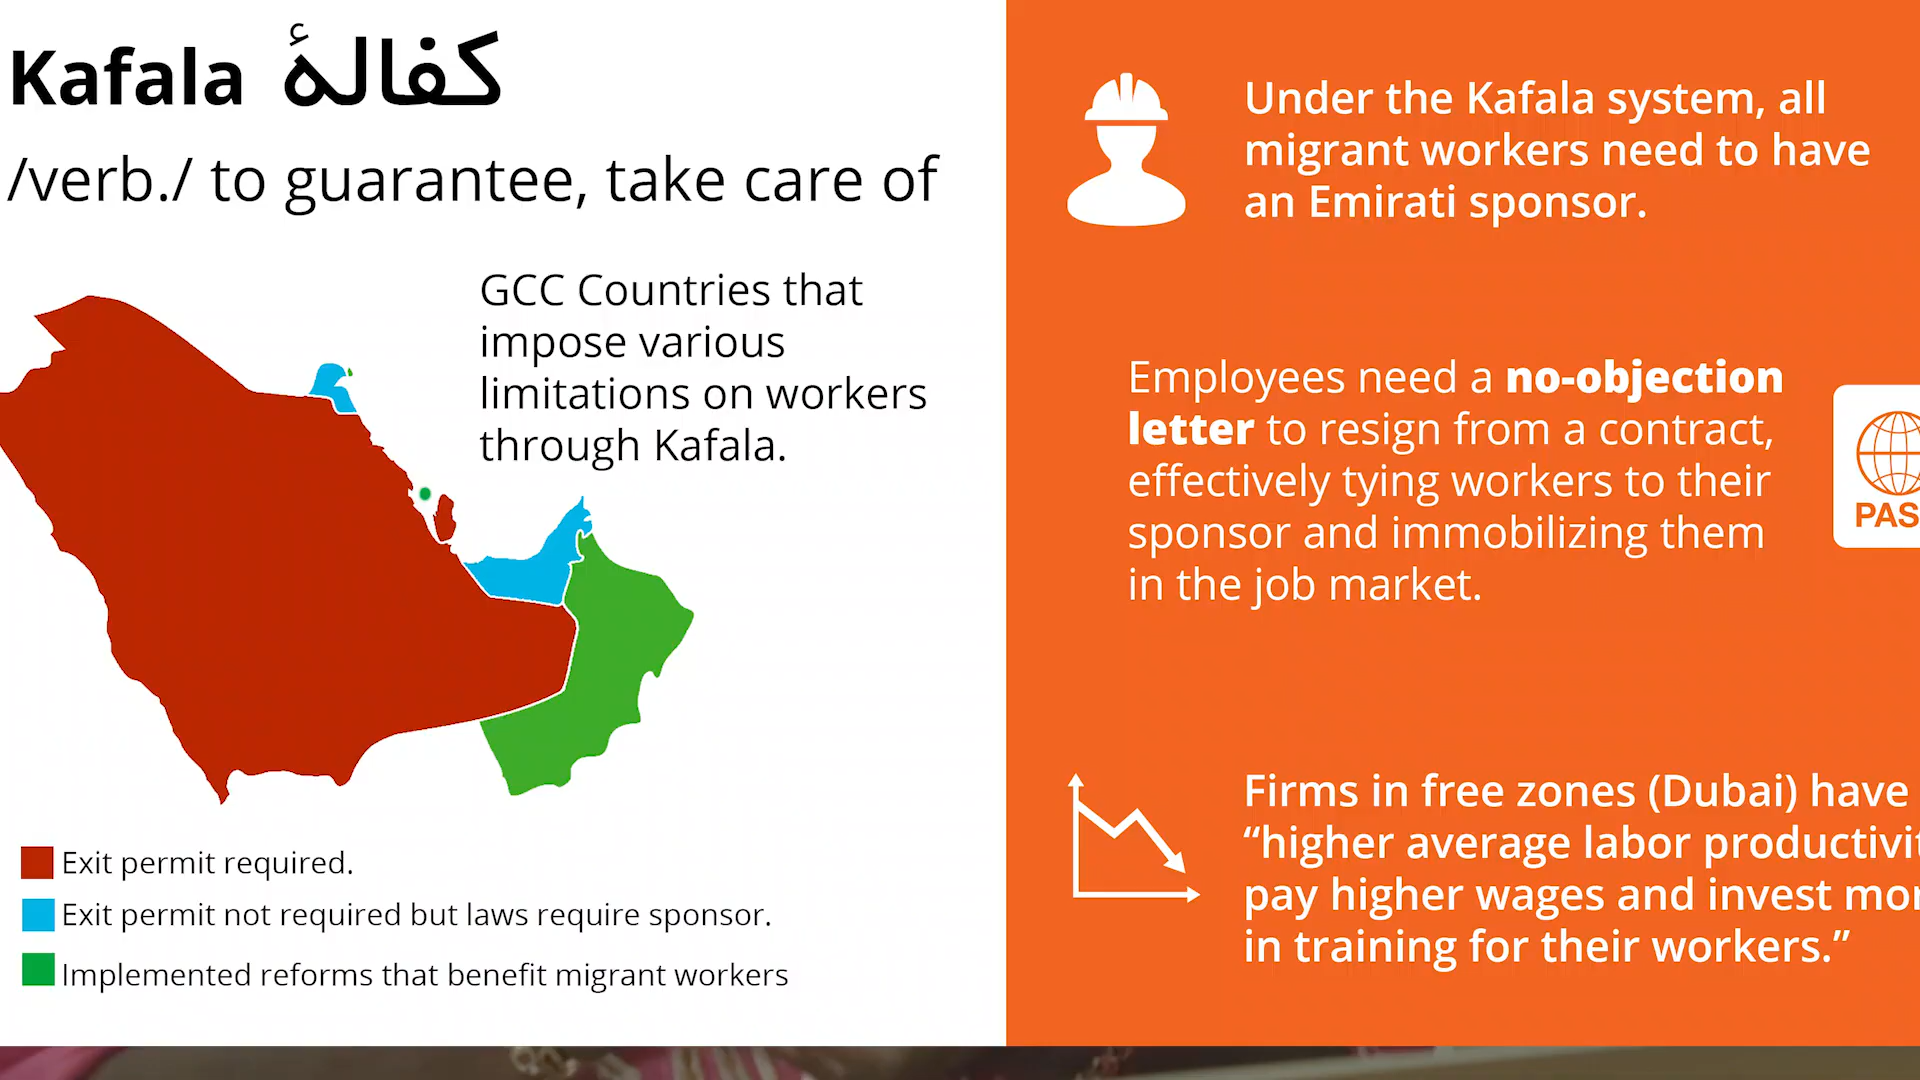 Kafala كفالۀ
/verb./ to guarantee, take care of
GCC Countries that
impose various
limitations on workers
through Kafala.
Exit permit required.
Exit permit not required but laws require sponsor.
Implemented reforms that benefit migrant workers
Under the Kafala system, all
migrant workers need to have
an Emirati sponsor.
Employees need a no-objection
letter to resign from a contract,
effectively tying workers to their
sponsor and immobilizing them
in the job market.
PAS
Firms in free zones (Dubai) have
“higher average labor
pay higher wages and invest
in training for their workers.”